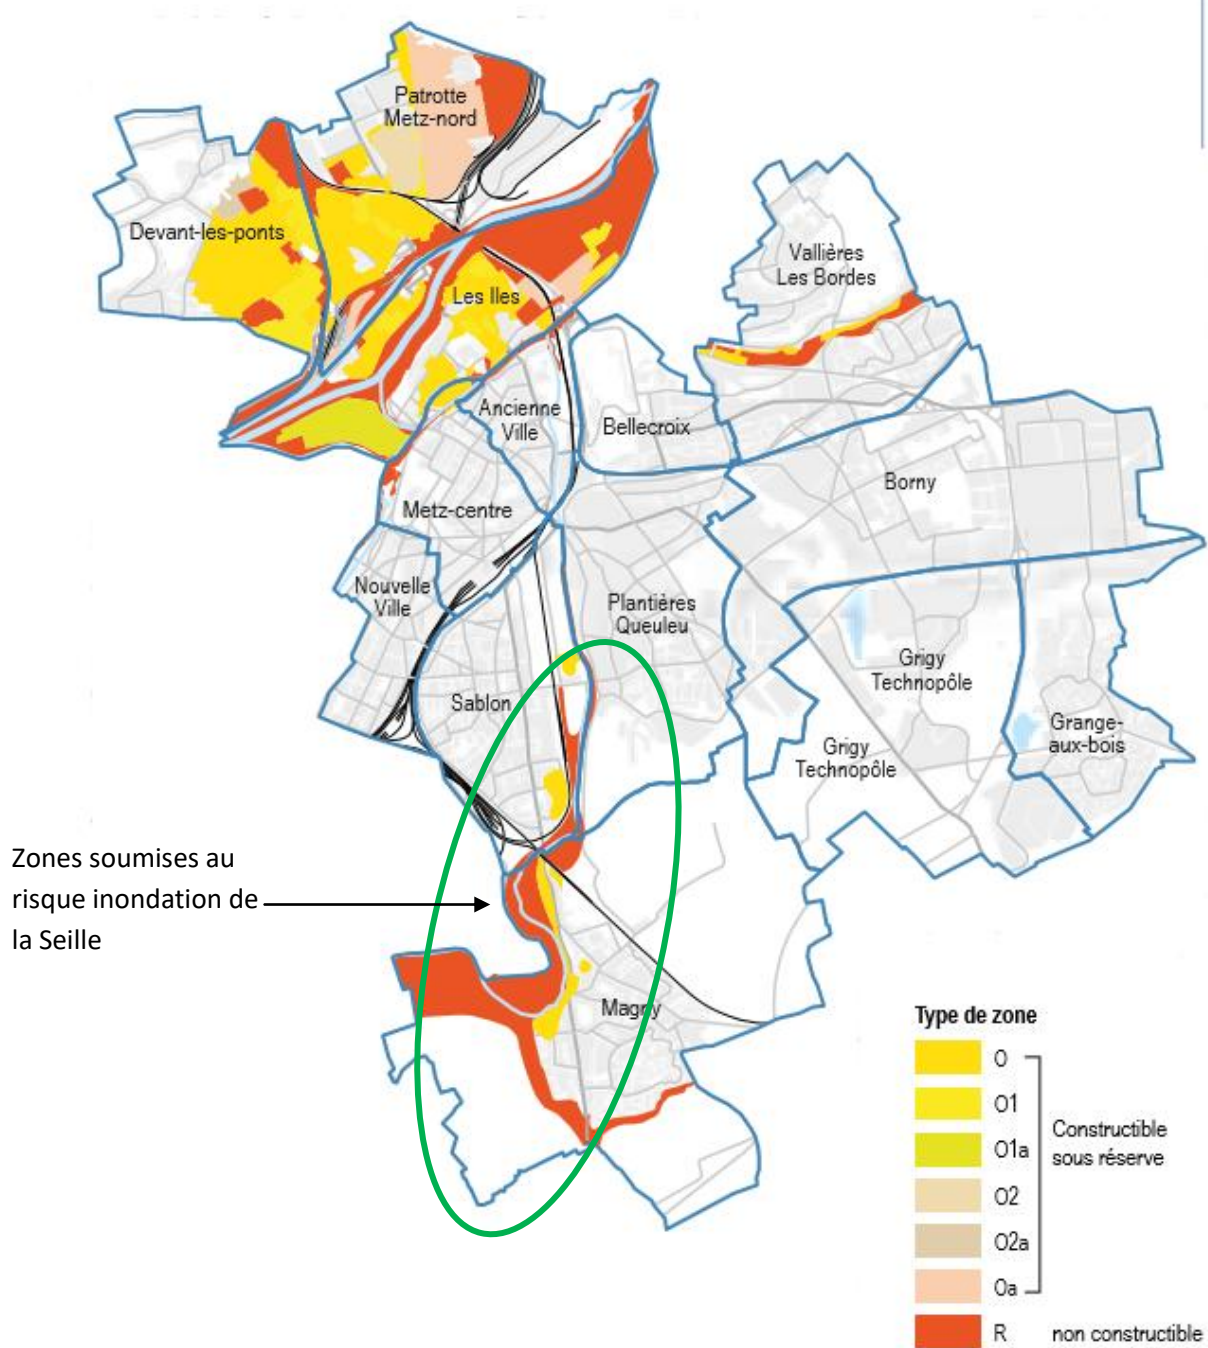 Patrotte
Metz-nord
Devant-les-ponts
Vallières
Les Bordes
Les Iles
Ancienne
Ville
Bellecroix
Borny
Metz-centre
Nouvelle
Ville
Plantières
Queuleu
Grigy
Technopôle
Sablon
Grange-
aux-bois
Grigy
Technopôle
Zones soumises au
risque inondation de
la Seille
Magny
Type de zone
O
O1
O1a
O2
O2a
Oa
Constructible
sous réserve
R non constructible